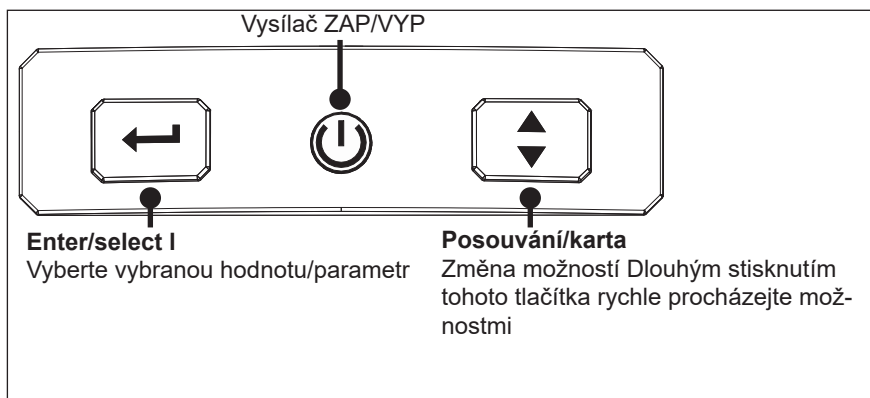 Vysílač ZAP/VYP
Enter/select I
Vyberte vybranou hodnotu/parametr
Posouvání/karta
Změna možností Dlouhým stisknutím
tohoto tlačítka rychle procházejte mož-
nostmi